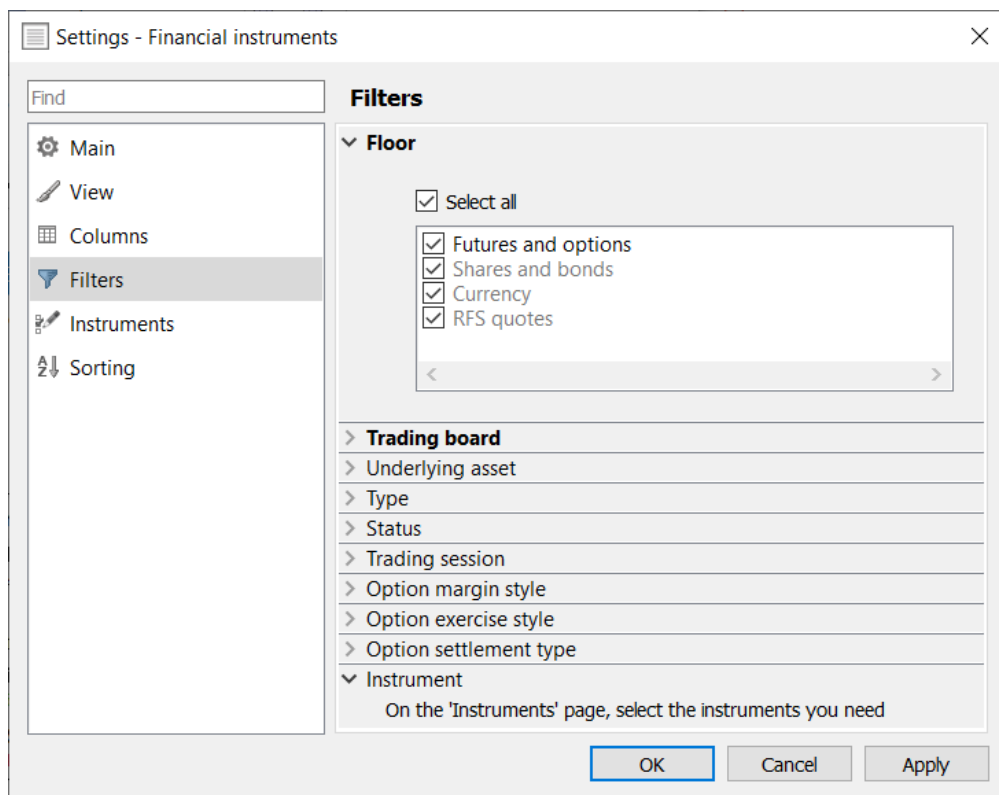 Settings - Financial instruments
Find
Main
View
Columns
Filters
Instruments
Sorting
Filters
Floor
Select all
Futures and options
Shares and bonds
Currency
RFS quotes
Trading board
Underlying asset
Type
Status
Trading session
Option margin style
Option exercise style
Option settlement type
Instrument
On the 'Instruments' page, select the instruments you need
OK Cancel Apply